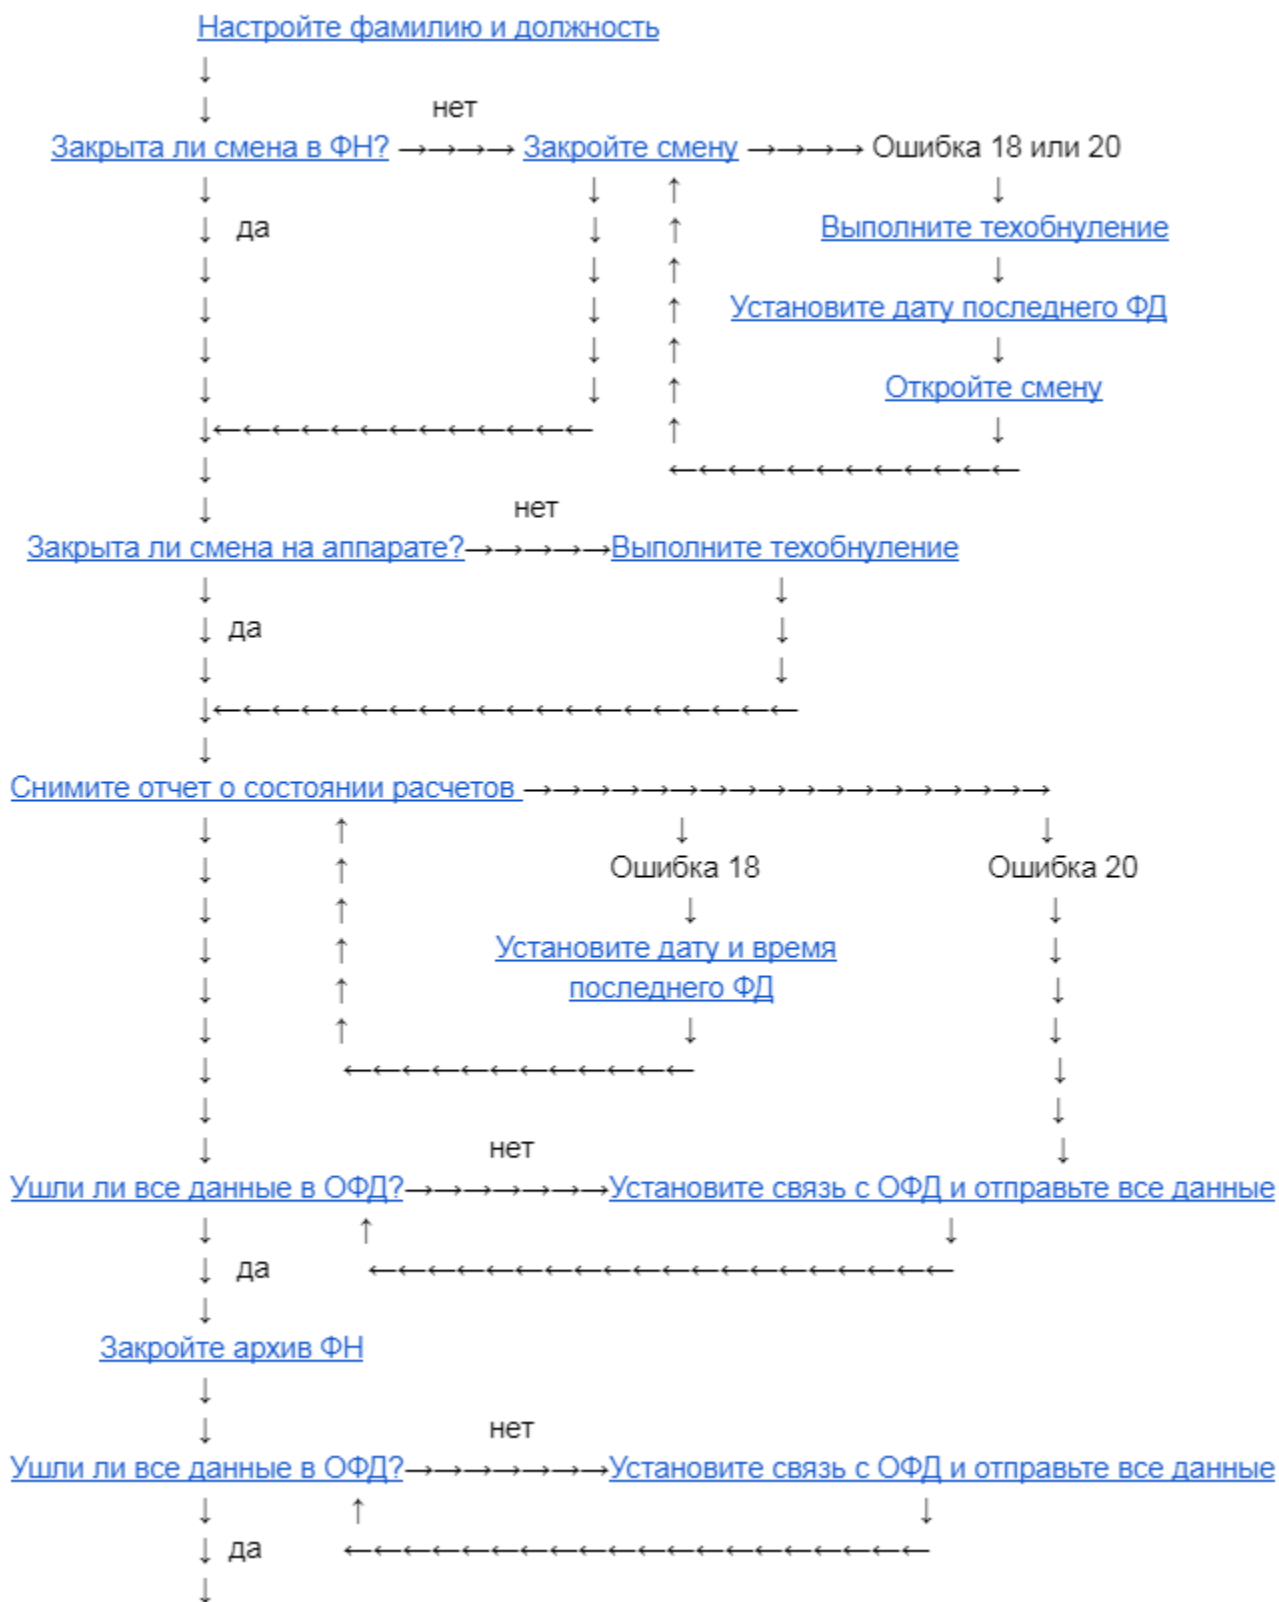 Настройте фамилию и должность
↓
↓ нет
Закрыта ли смена в ФН? →→→→ Закройте смену →→→→ Ошибка 18 или 20
↓ ↓ ↑ ↓
↓ да ↓ ↑ Выполните техобнуление
↓ ↓ ↑ ↓
↓ ↓ ↑ Установите дату последнего ФД
↓ ↓ ↑ ↓
↓ ↓ ↑ Откройте смену
↓←←←←←←←←←←←←← ↑ ↓
↓ ←←←←←←←←←←←←
↓ нет
Закрыта ли смена на аппарате?→→→→→Выполните техобнуление
↓ ↓
↓ да ↓
↓ ↓
↓←←←←←←←←←←←←←←←←←←←←
↓
Снимите отчет о состоянии расчетов →→→→→→→→→→→→→→→→→→
↓ ↑ ↓ ↓
↓ ↑ Ошибка 18 Ошибка 20
↓ ↑ ↓ ↓
↓ ↑ Установите дату и время ↓
↓ ↑ последнего ФД ↓
↓ ↑ ↓ ↓
↓ ←←←←←←←←←←←← ↓
↓ ↓
↓ нет ↓
Ушли ли все данные в ОФД?→→→→→→→Установите связь с ОФД и отправьте все данные
↓ ↑ ↓
↓ да ←←←←←←←←←←←←←←←←←←←←
↓
Закройте архив ФН
↓
↓ нет
Ушли ли все данные в ОФД?→→→→→→→Установите связь с ОФД и отправьте все данные
↓ ↑ ↓
↓ да ←←←←←←←←←←←←←←←←←←←←
↓